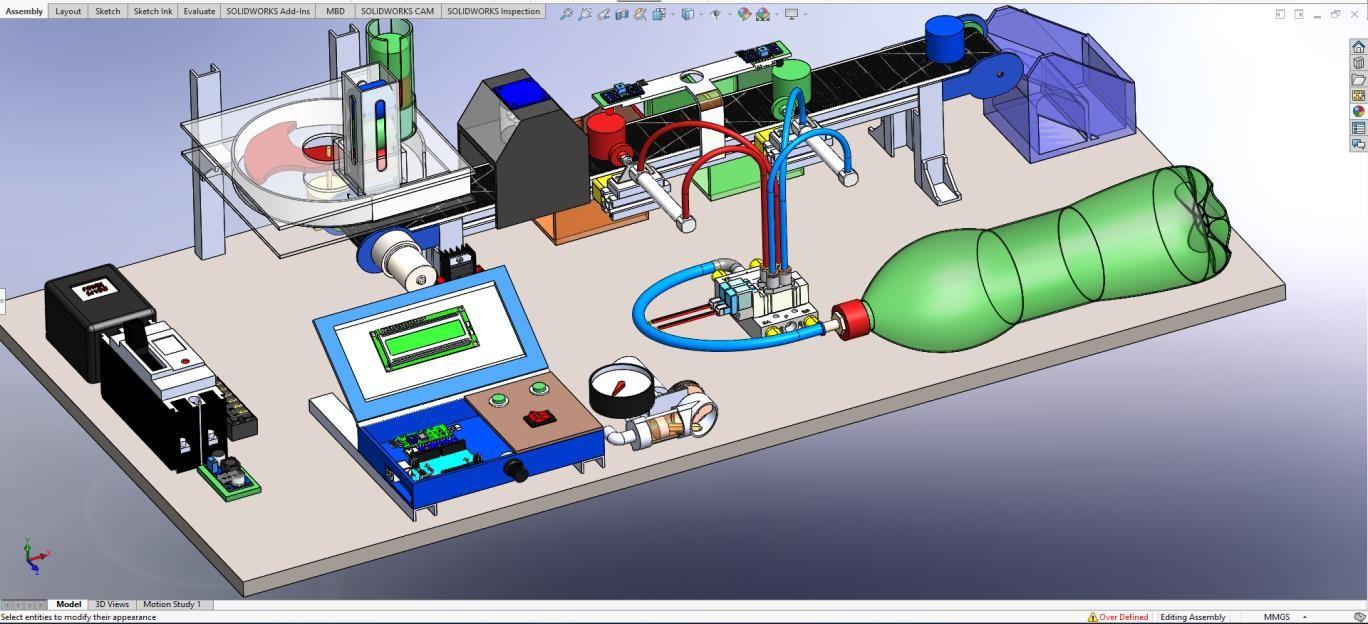 Assembly Layout Sketch Sketch Ink Evaluate SOLIDWORKS Add-Ins MBD SOLIDWORKS CAM SOLIDWORKS Inspection
Model 3D Views Motion Study 1
Select entities to modify their appearance Over Defined Editing Assembly MMGS